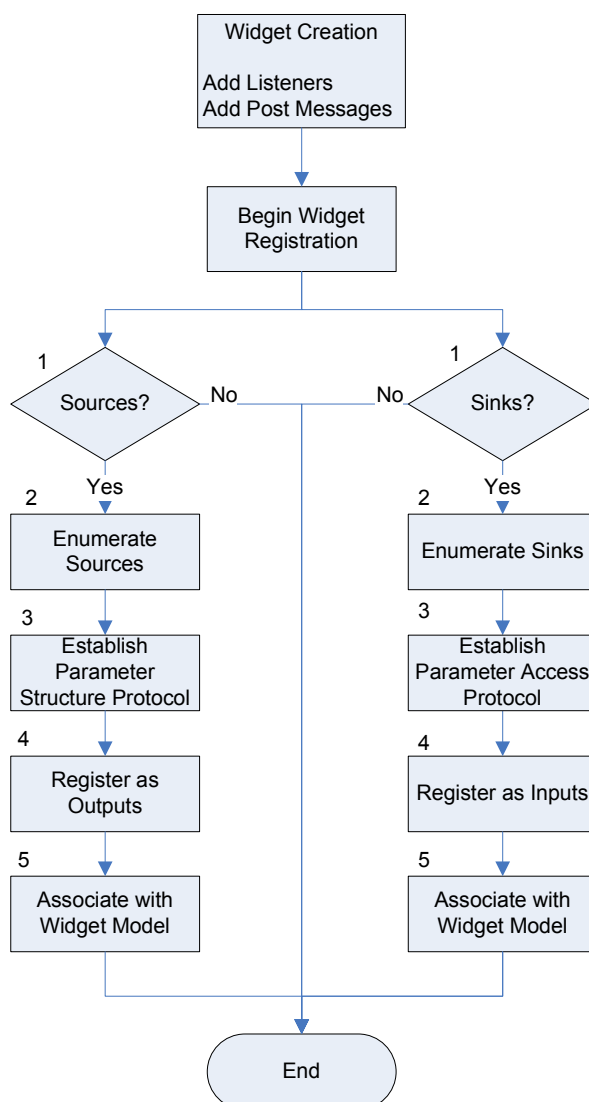 Widget Creation
Add Listeners
Add Post Messages
Begin Widget
Registration
1
Sources?
No
Yes
2
Enumerate
Sources
3
Establish
Parameter
Structure Protocol
4
Register as
Outputs
5
Associate with
Widget Model
1
Sinks?
No
Yes
2
Enumerate Sinks
3
Establish
Parameter Access
Protocol
4
Register as Inputs
5
Associate with
Widget Model
End